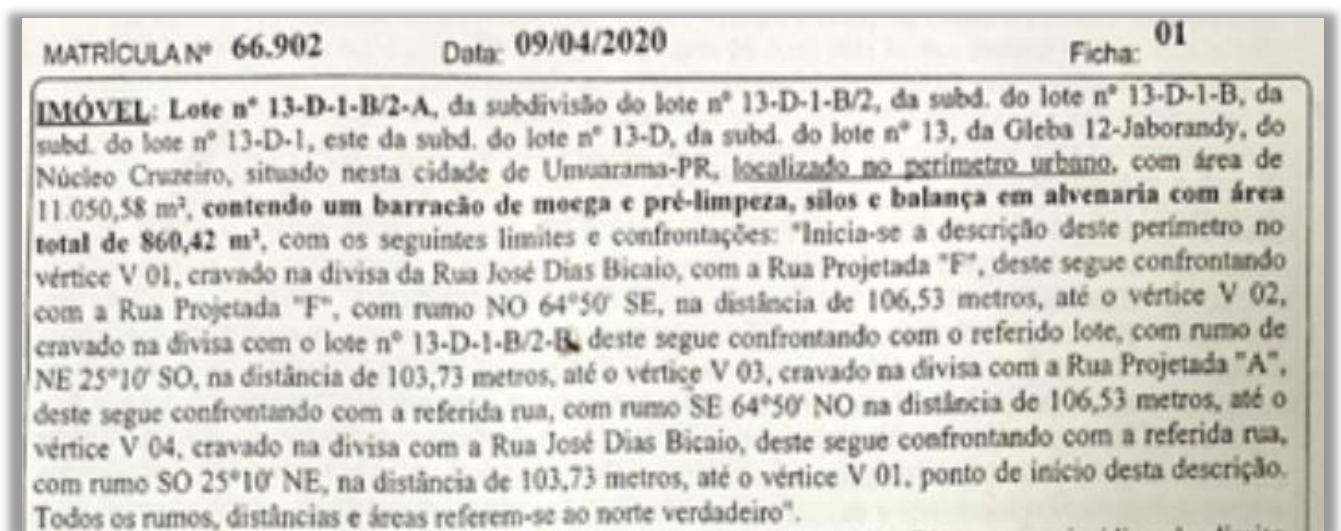 MATRÍCULA Nº 66.902 Data: 09/04/2020 Ficha: 01
IMÓVEL: Lote nº 13-D-1-B/2-A, da subdivisão do lote nº 13-D-1-B/2, da subd. do lote nº 13-D-1-B, da
subd. do lote nº 13-D-1, este da subd. do lote nº 13-D, da subd. do lote nº 13, da Gleba 12-Jaborandy, do
Núcleo Cruzeiro, situado nesta cidade de Umuarama-PR, localizado no perímetro urbano, com área de
11.050,58 m², contendo um barracão de moega e pré-limpeza, silos e balança em alvenaria com área
total de 860,42 m², com os seguintes limites e confrontações: "Inicia-se a descrição deste perímetro no
vértice V 01, cravado na divisa da Rua José Dias Bicaio, com a Rua Projetada "F", deste segue confrontando
com a Rua Projetada "F", com rumo NO 64°50' SE, na distância de 106,53 metros, até o vértice V 02,
cravado na divisa com o lote nº 13-D-1-B/2-B, deste segue confrontando com o referido lote, com rumo de
NE 25°10' SO, na distância de 103,73 metros, até o vértice V 03, cravado na divisa com a Rua Projetada "A",
deste segue confrontando com a referida rua, com rumo SE 64°50' NO na distância de 106,53 metros, até o
vértice V 04, cravado na divisa com a Rua José Dias Bicaio, deste segue confrontando com a referida rua,
com rumo SO 25°10' NE, na distância de 103,73 metros, até o vértice V 01, ponto de início desta descrição.
Todos os rumos, distâncias e áreas referem-se ao norte verdadeiro".